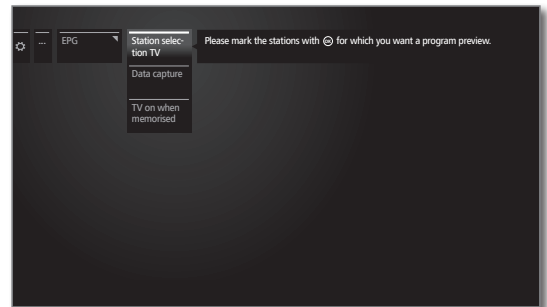 ... EPG Station selec-
tion TV Please mark the stations with OK for which you want a program preview.
Data capture
TV on when
memorised